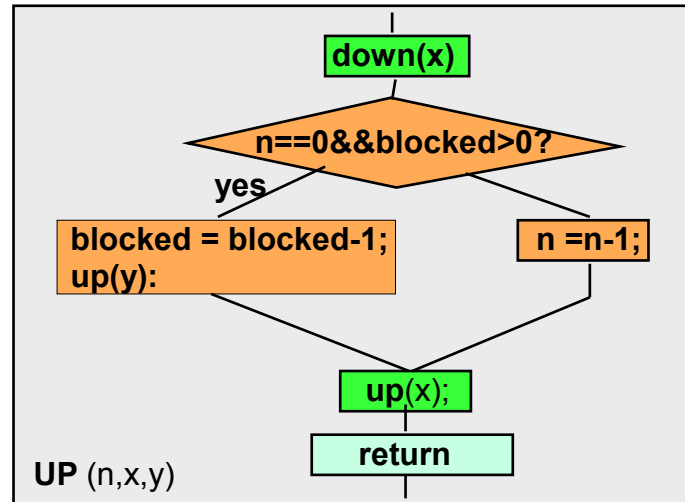 down(x)
n==0&&blocked>0?
yes
blocked = blocked-1;
up(y):
n =n-1;
up(x);
return
UP (n,x,y)